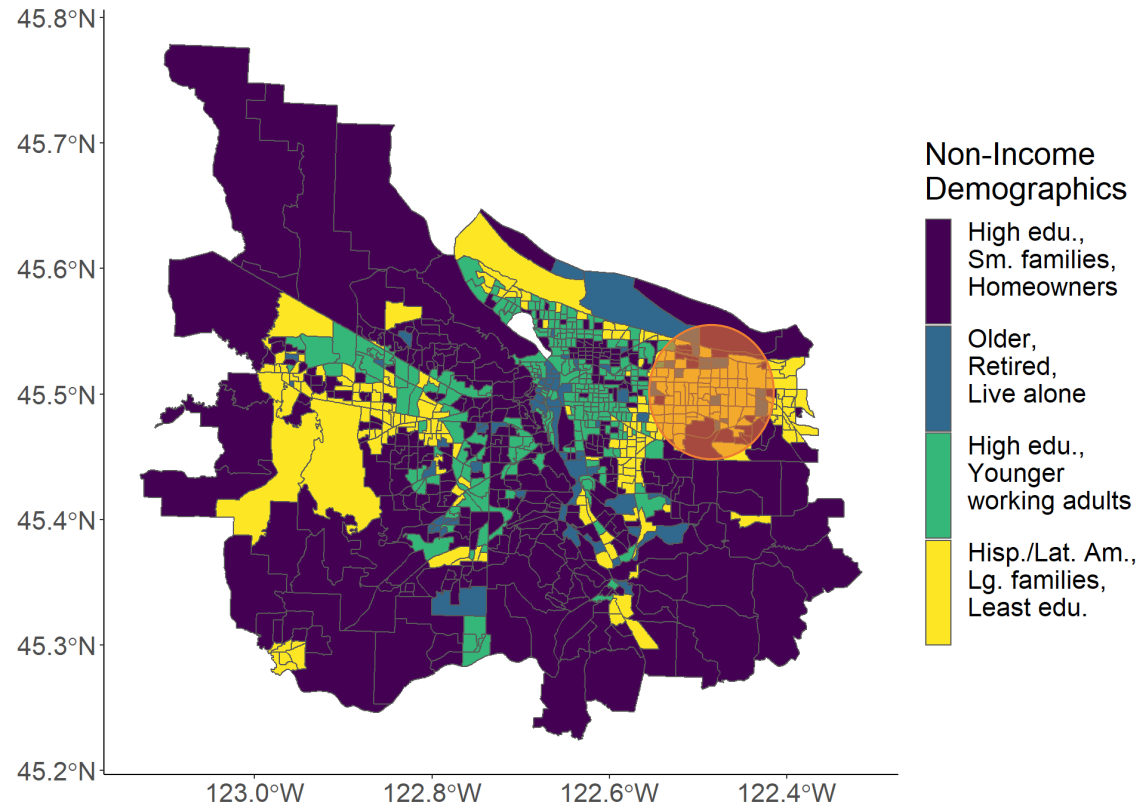 45.8°N
45.7°N
45.6°N
45.5°N
45.4°N
45.3°N
45.2°N
123.0°W
122.8°W
122.6°W
122.4°W
Non-Income
Demographics
High edu.,
Sm. families,
Homeowners
Older,
Retired,
Live alone
High edu.,
Younger
working adults
Hisp./Lat. Am.,
Lg. families,
Least edu.